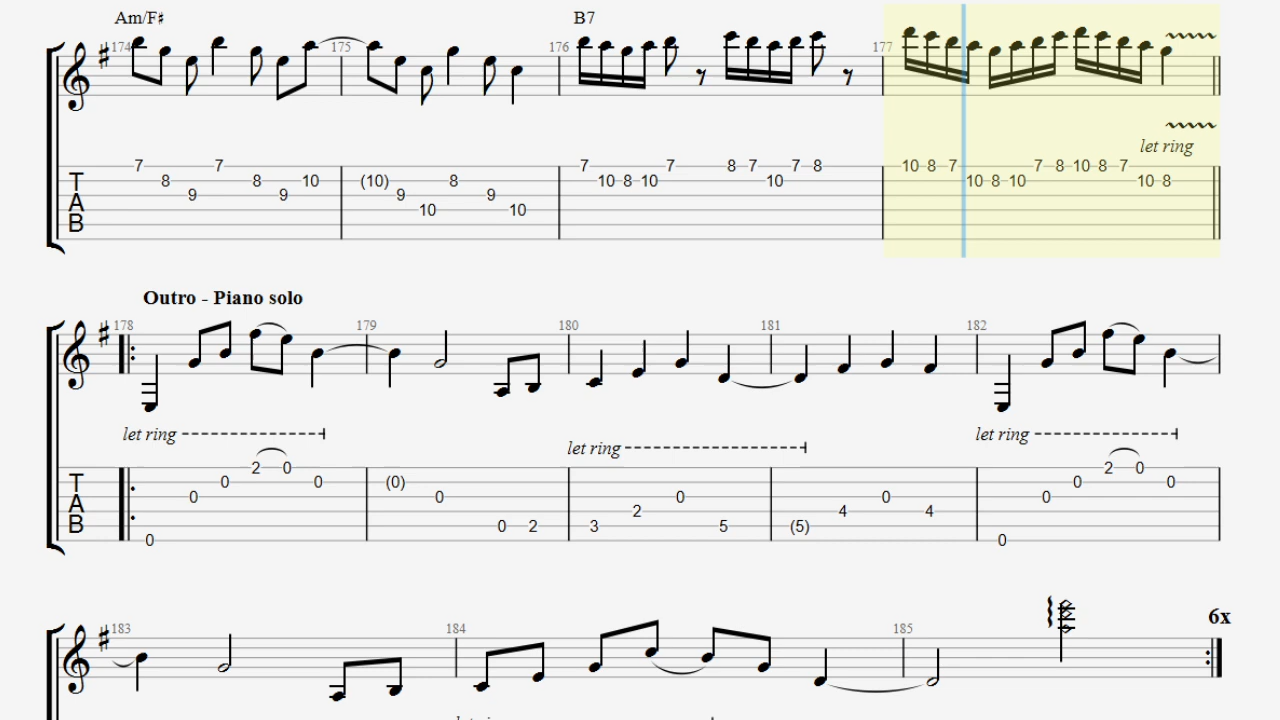 Am/F♯ B7
174 175 176 177
let ring
7 7 7 7 8 7 7 8 10 8 7 7 8 10 8 7
T 8 8 10 (10) 8 10 8 10 10 10 8 10 10 8
A 9 9 9 9
B 10 10
Outro - Piano solo
178 179 180 181 182
let ring let ring let ring
2 0 2 0
T 0 0 (0) 0 0
A 0 0 0 0 0
2 4 4
B 0 2 3 5 (5)
0 0
183 184 185 6x